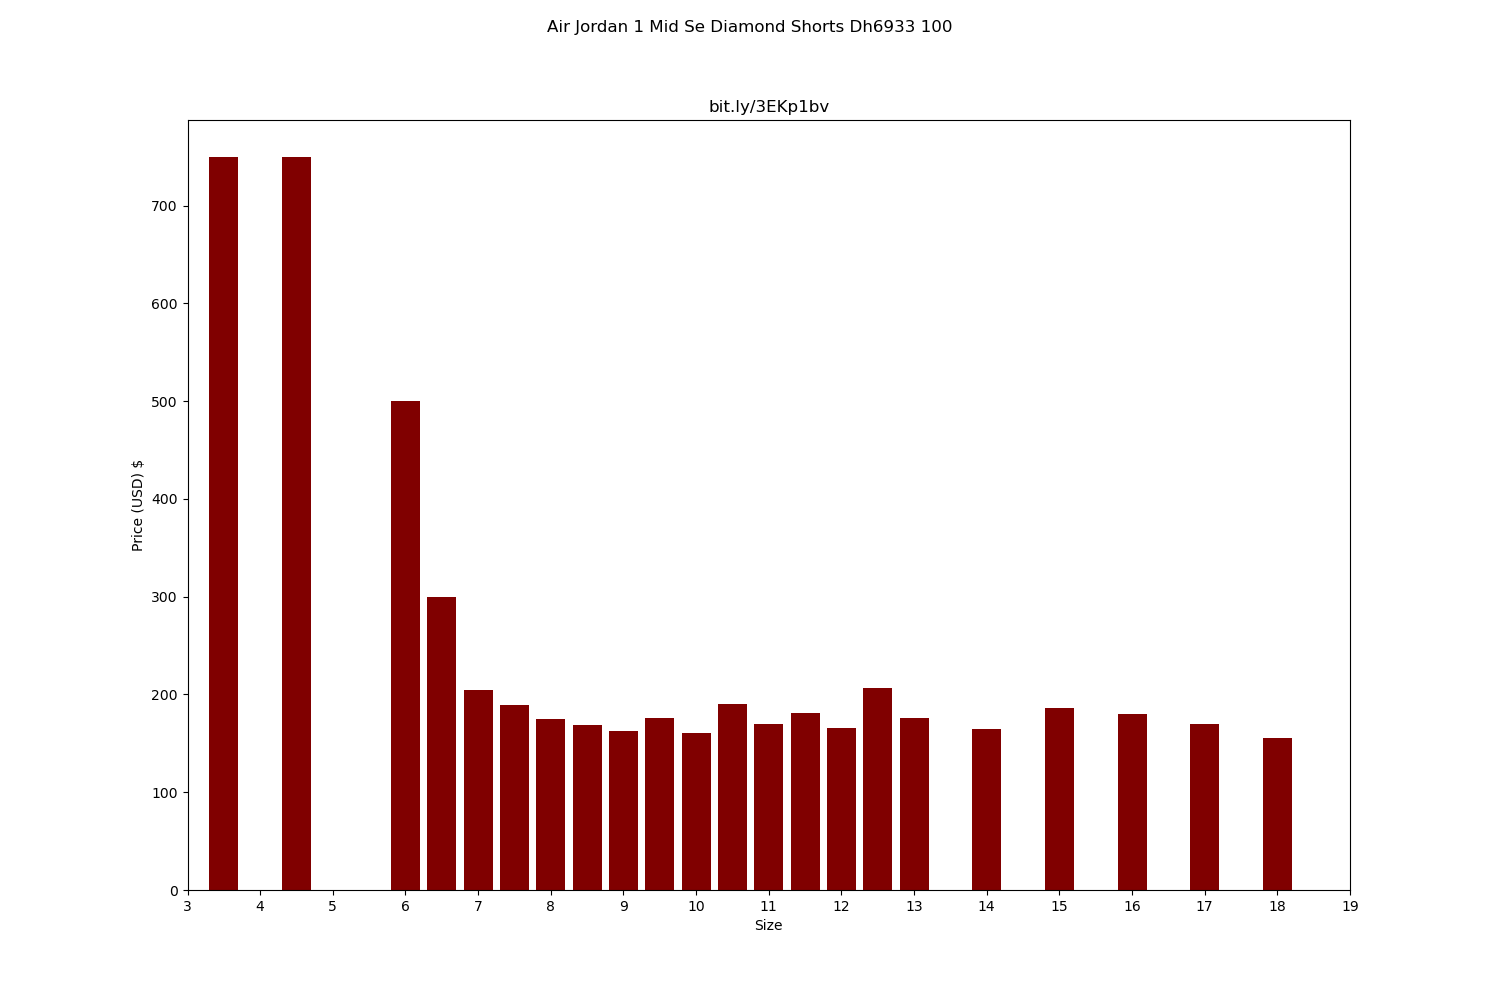 Air Jordan 1 Mid Se Diamond Shorts Dh6933 100
bit.ly/3EKp1bv
Price (USD) $
700
600
500
400
300
200
100
0
3 4 5 6 7 8 9 10 11 12 13 14 15 16 17 18 19
Size